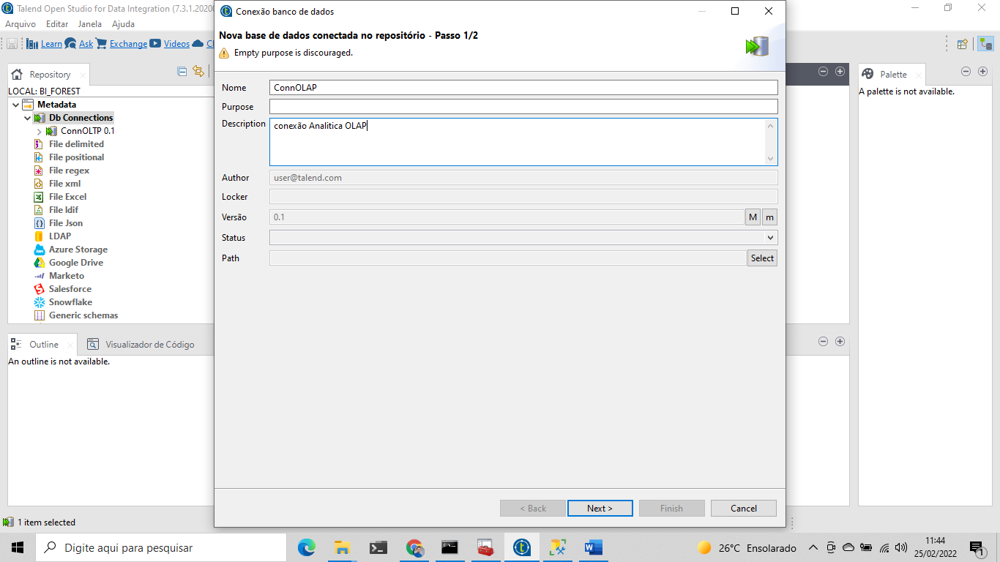 Talend Open Studio for Data Integration (7.3.1.2020
Arquivo Editar Janela Ajuda
Learn Ask Exchange Videos Cl
Repository
LOCAL: BI_FOREST
Metadata
Db Connections
ConnOLTP 0.1
File delimited
File positional
File regex
File xml
File Excel
File ldif
File Json
LDAP
Azure Storage
Google Drive
Marketo
Salesforce
Snowflake
Generic schemas
Outline
Visualizador de Código
An outline is not available.
1 item selected
Conexão banco de dados
Nova base de dados conectada no repositório - Passo 1/2
Empty purpose is discouraged.
Nome ConnOLAP
Purpose
Description conexão Analitica OLAP
Author user@talend.com
Locker
Versão 0.1 M m
Status
Path Select
< Back Next > Finish Cancel
Palette
A palette is not available.
Digite aqui para pesquisar
26°C Ensolarado
11:44
25/02/2022
1